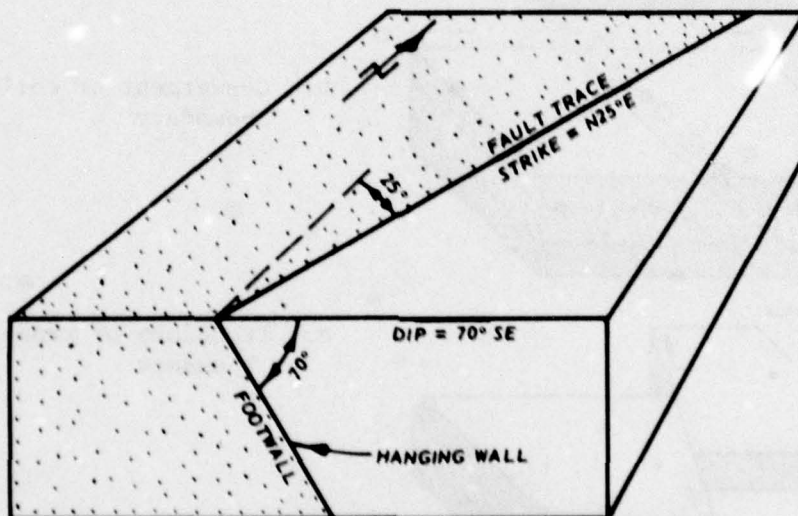 N
FAULT TRACE
STRIKE = N25°E
25°
DIP = 70° SE
70°
FOOTWALL
HANGING WALL